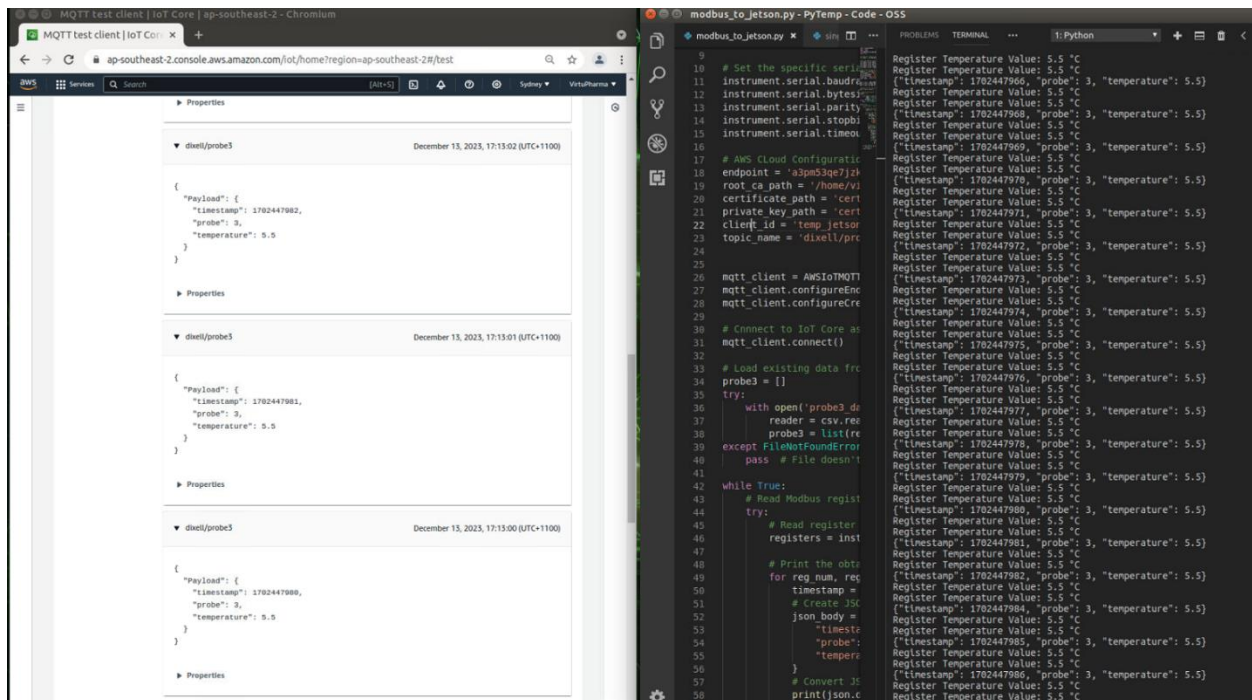 MQTT test client | IoT Core | ap-southeast-2 - Chromium
MQTT test client | IoT Cor
ap-southeast-2.console.aws.amazon.com/iot/home?region=ap-southeast-2#/test
aws
Services
Search
[Alt+S]
Sydney
VirtuPharma
Properties
dixell/probe3
December 13, 2023, 17:13:02 (UTC+1100)
{
"Payload": {
"timestamp": 1702447982,
"probe": 3,
"temperature": 5.5
}
}
Properties
dixell/probe3
December 13, 2023, 17:13:01 (UTC+1100)
{
"Payload": {
"timestamp": 1702447981,
"probe": 3,
"temperature": 5.5
}
}
Properties
dixell/probe3
December 13, 2023, 17:13:00 (UTC+1100)
{
"Payload": {
"timestamp": 1702447980,
"probe": 3,
"temperature": 5.5
}
}
Properties
modbus_to_jetson.py - PyTemp - Code - OSS
modbus_to_jetson.py
sin
9
10 # Set the specific seria
11 instrument.serial.baudra
12 instrument.serial.bytesi
13 instrument.serial.parity
14 instrument.serial.stopbi
15 instrument.serial.timeou
16
17 # AWS CLoud Configuratio
18 endpoint = 'a3pm53qe7jzk
19 root_ca_path = '/home/vi
20 certificate_path = 'cert
21 private_key_path = 'cert
22 client_id = 'temp_jetson
23 topic_name = 'dixell/pro
24
25
26 mqtt_client = AWSIoTMQTT
27 mqtt_client.configureEnd
28 mqtt_client.configureCre
29
30 # Cnnnect to IoT Core as
31 mqtt_client.connect()
32
33 # Load existing data fro
34 probe3 = []
35 try:
36 with open('probe3_da
37 reader = csv.rea
38 probe3 = list(re
39 except FileNotFoundError
40 pass # File doesn't
41
42 while True:
43 # Read Modbus regist
44 try:
45 # Read register
46 registers = inst
47
48 # Print the obta
49 for reg_num, reg
50 timestamp =
51 # Create JSO
52 json_body =
53 "timesta
54 "probe":
55 "tempera
56 }
57 # Convert JS
58 print(json.d
PROBLEMS TERMINAL ··· 1: Python
Register Temperature Value: 5.5 °C
Register Temperature Value: 5.5 °C
{"timestamp": 1702447966, "probe": 3, "temperature": 5.5}
Register Temperature Value: 5.5 °C
Register Temperature Value: 5.5 °C
{"timestamp": 1702447968, "probe": 3, "temperature": 5.5}
Register Temperature Value: 5.5 °C
Register Temperature Value: 5.5 °C
{"timestamp": 1702447969, "probe": 3, "temperature": 5.5}
Register Temperature Value: 5.5 °C
Register Temperature Value: 5.5 °C
{"timestamp": 1702447970, "probe": 3, "temperature": 5.5}
Register Temperature Value: 5.5 °C
Register Temperature Value: 5.5 °C
{"timestamp": 1702447971, "probe": 3, "temperature": 5.5}
Register Temperature Value: 5.5 °C
Register Temperature Value: 5.5 °C
{"timestamp": 1702447972, "probe": 3, "temperature": 5.5}
Register Temperature Value: 5.5 °C
Register Temperature Value: 5.5 °C
{"timestamp": 1702447973, "probe": 3, "temperature": 5.5}
Register Temperature Value: 5.5 °C
Register Temperature Value: 5.5 °C
{"timestamp": 1702447974, "probe": 3, "temperature": 5.5}
Register Temperature Value: 5.5 °C
Register Temperature Value: 5.5 °C
{"timestamp": 1702447975, "probe": 3, "temperature": 5.5}
Register Temperature Value: 5.5 °C
Register Temperature Value: 5.5 °C
{"timestamp": 1702447976, "probe": 3, "temperature": 5.5}
Register Temperature Value: 5.5 °C
Register Temperature Value: 5.5 °C
{"timestamp": 1702447977, "probe": 3, "temperature": 5.5}
Register Temperature Value: 5.5 °C
Register Temperature Value: 5.5 °C
{"timestamp": 1702447978, "probe": 3, "temperature": 5.5}
Register Temperature Value: 5.5 °C
Register Temperature Value: 5.5 °C
{"timestamp": 1702447979, "probe": 3, "temperature": 5.5}
Register Temperature Value: 5.5 °C
Register Temperature Value: 5.5 °C
{"timestamp": 1702447980, "probe": 3, "temperature": 5.5}
Register Temperature Value: 5.5 °C
Register Temperature Value: 5.5 °C
{"timestamp": 1702447981, "probe": 3, "temperature": 5.5}
Register Temperature Value: 5.5 °C
Register Temperature Value: 5.5 °C
{"timestamp": 1702447982, "probe": 3, "temperature": 5.5}
Register Temperature Value: 5.5 °C
Register Temperature Value: 5.5 °C
{"timestamp": 1702447984, "probe": 3, "temperature": 5.5}
Register Temperature Value: 5.5 °C
Register Temperature Value: 5.5 °C
{"timestamp": 1702447985, "probe": 3, "temperature": 5.5}
Register Temperature Value: 5.5 °C
Register Temperature Value: 5.5 °C
{"timestamp": 1702447986, "probe": 3, "temperature": 5.5}
Register Temperature Value: 5.5 °C
Register Temperature Value: 5.5 °C